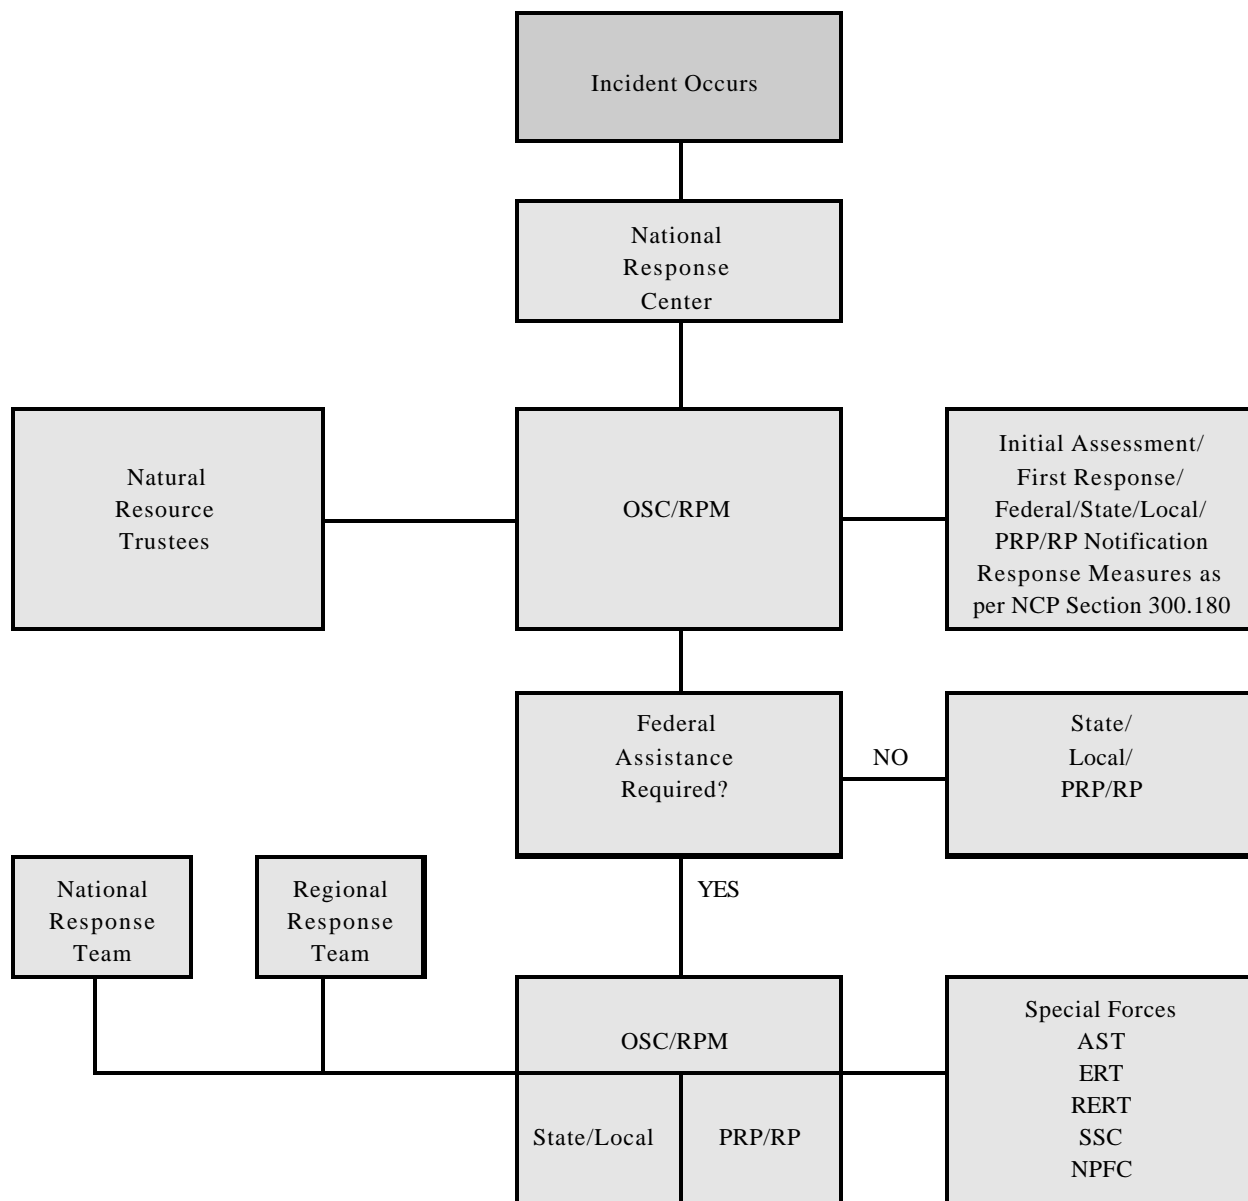 Incident Occurs
National
Response
Center
Natural
Resource
Trustees
OSC/RPM
Initial Assessment/
First Response/
Federal/State/Local/
PRP/RP Notification
Response Measures as
per NCP Section 300.180
Federal
Assistance
Required?
NO
State/
Local/
PRP/RP
YES
National
Response
Team
Regional
Response
Team
OSC/RPM
State/Local
PRP/RP
Special Forces
AST
ERT
RERT
SSC
NPFC